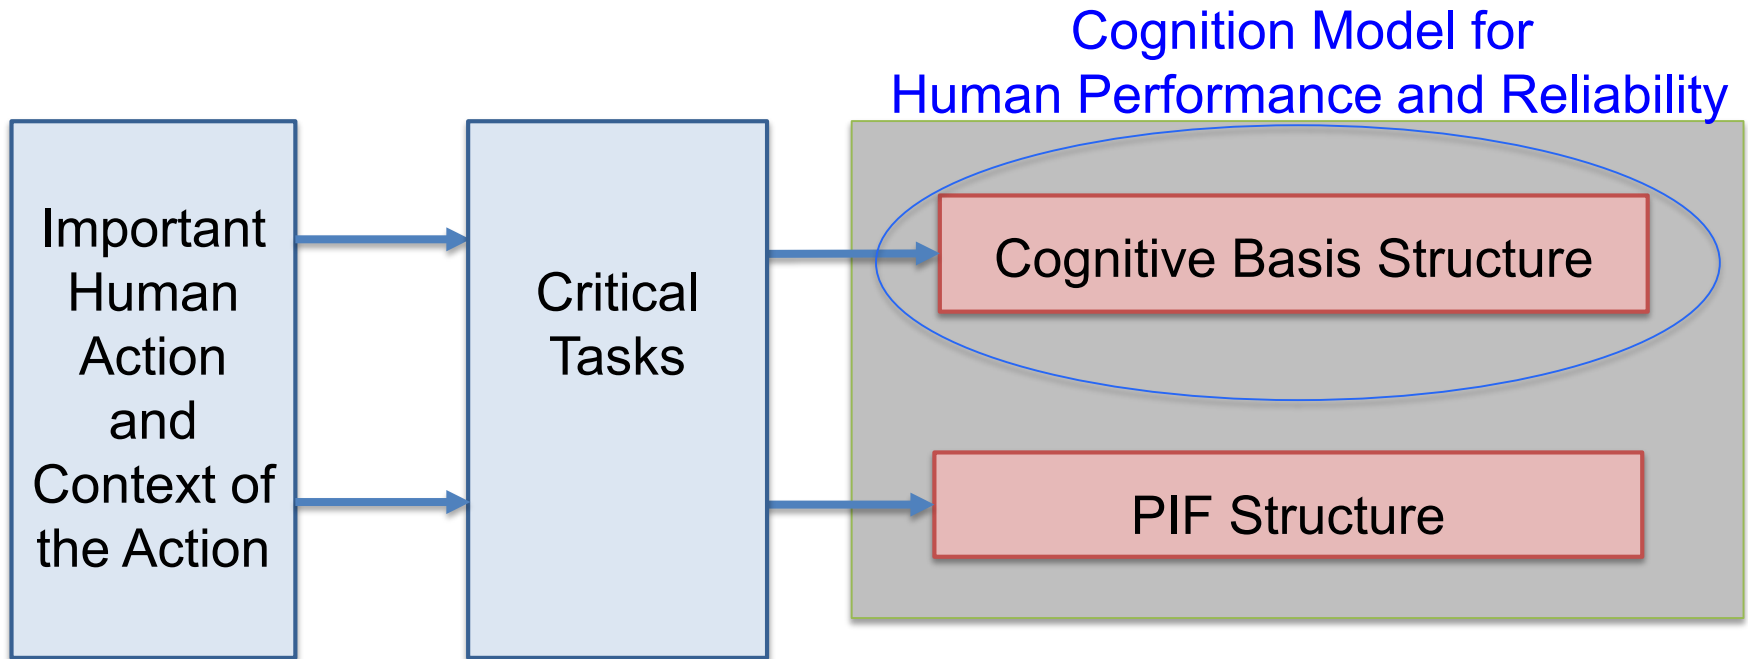 Cognition Model for
Human Performance and Reliability
Important
Human
Action
and
Context of
the Action
Critical
Tasks
Cognitive Basis Structure
PIF Structure